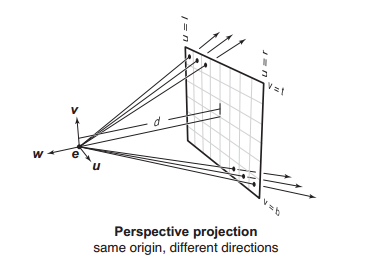 u = l
u = r
v = t
v
d
w
e
u
v = b
Perspective projection
same origin, different directions